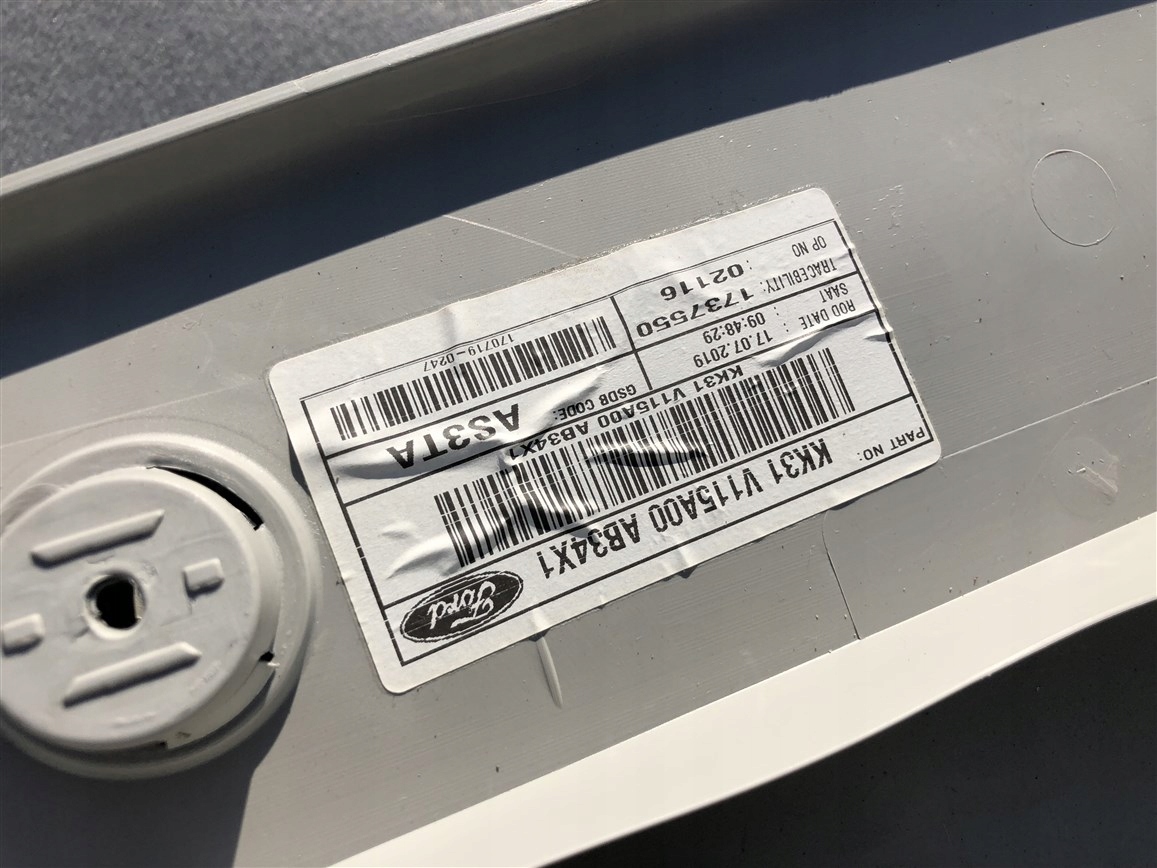 Ford
PART NO:
KK31 V115A00 AB34X1
KK31 V115A00 AB34X1
ROD DATE : 17.07.2019
SAAT : 09:48:29
GSDB CODE:
AS3TA
TRACEBILITY: 1737550
OP NO : 02116
170719-0247